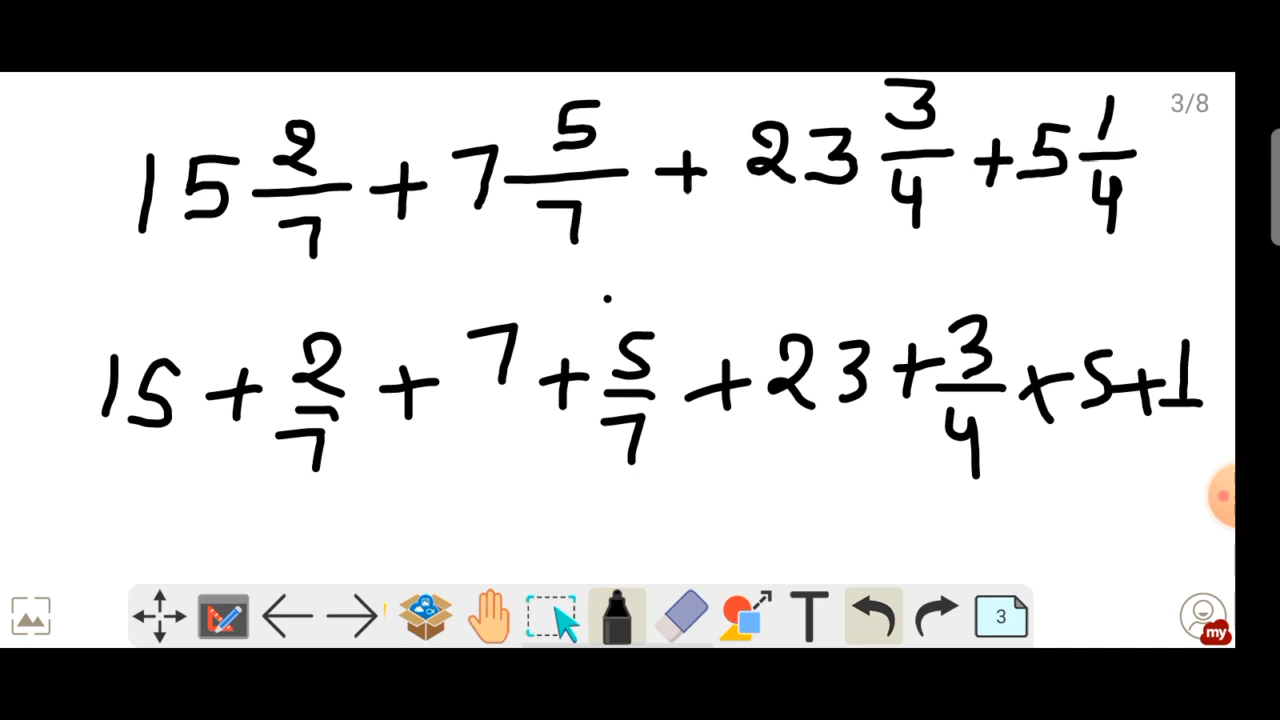 3/8
15 2/7 + 7 5/7 + 23 3/4 + 5 1/4
15 + 2/7 + 7 + 5/7 + 23 + 3/4 × 5 + 1
T 3
my